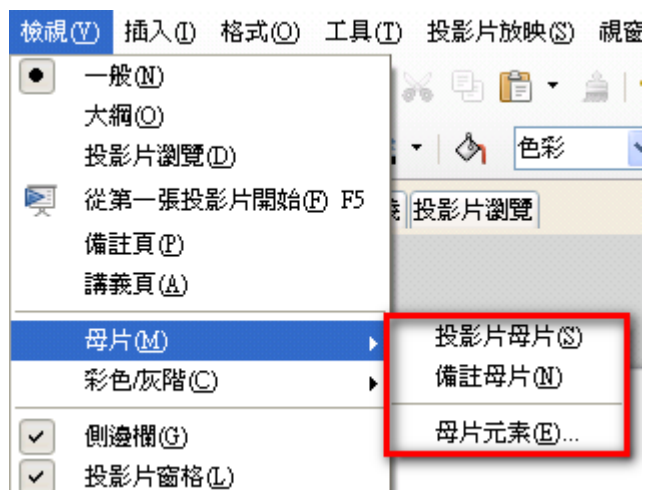 檢視(V) 插入(I) 格式(O) 工具(T) 投影片放映(S) 視窗
一般(N)
大綱(O)
色彩
投影片瀏覽(D)
從第一張投影片開始(F) F5
投影片瀏覽
備註頁(P)
講義頁(A)
母片(M)
投影片母片(S)
彩色/灰階(C)
備註母片(N)
側邊欄(G)
母片元素(E)...
投影片窗格(L)